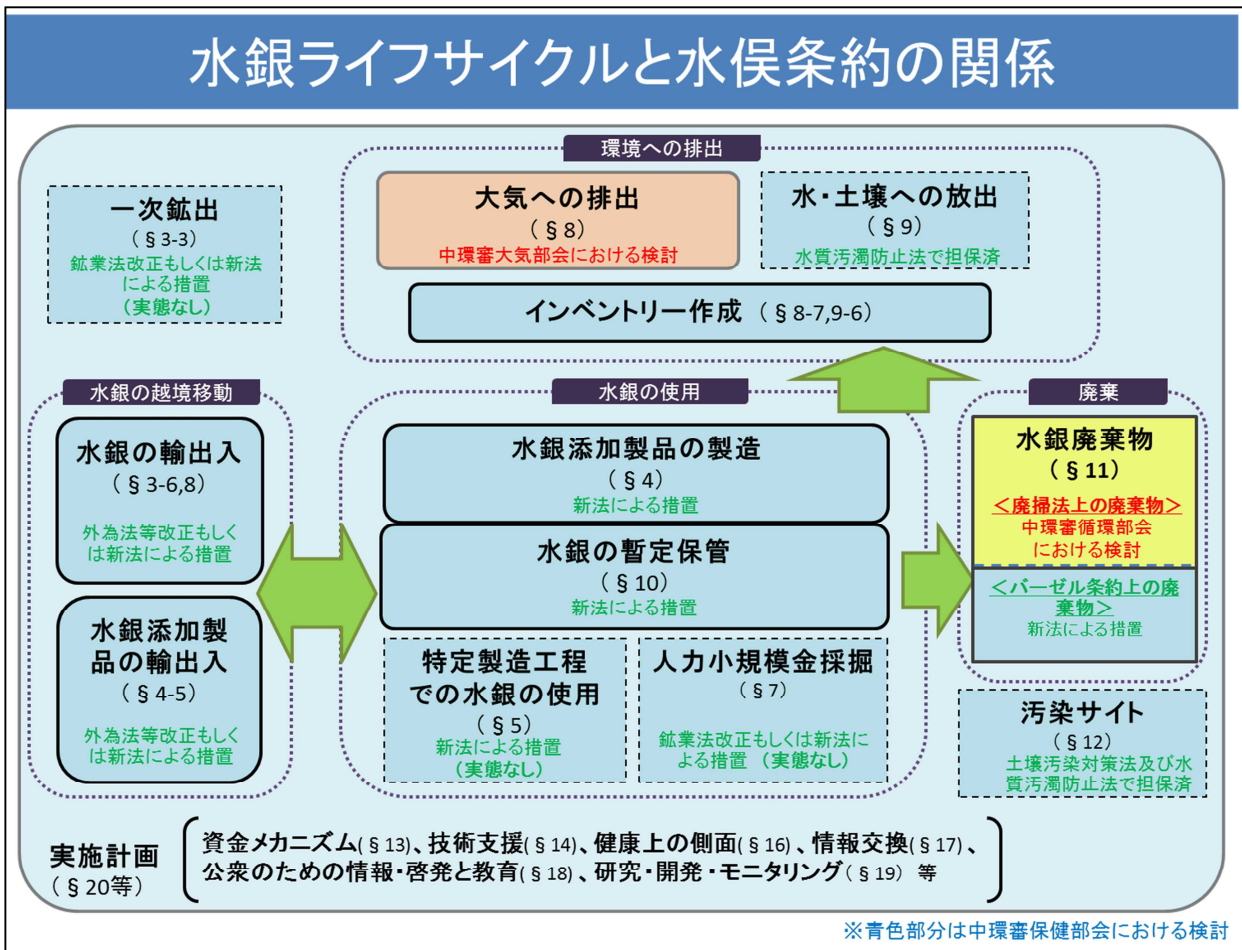 水銀ライフサイクルと水俣条約の関係
環境への排出
一次鉱出
(§3-3)
鉱業法改正もしくは新法
による措置
(実態なし)
大気への排出
(§8)
中環審大気部会における検討
水・土壌への放出
(§9)
水質汚濁防止法で担保済
インベントリー作成 (§8-7,9-6)
水銀の越境移動
水銀の輸出入
(§3-6,8)
外為法等改正もしく
は新法による措置
水銀添加製
品の輸出入
(§4-5)
外為法等改正もしく
は新法による措置
水銀の使用
水銀添加製品の製造
(§4)
新法による措置
水銀の暫定保管
(§10)
新法による措置
特定製造工程
での水銀の使用
(§5)
新法による措置
(実態なし)
人力小規模金採掘
(§7)
鉱業法改正もしくは新法に
よる措置 (実態なし)
廃棄
水銀廃棄物
(§11)
<廃掃法上の廃棄物>
中環審循環部会
における検討
<バーゼル条約上の廃
棄物>
新法による措置
汚染サイト
(§12)
土壌汚染対策法及び水
質汚濁防止法で担保済
実施計画
(§20等)
資金メカニズム(§13)、技術支援(§14)、健康上の側面(§16)、情報交換(§17)、
公衆のための情報・啓発と教育(§18)、研究・開発・モニタリング(§19) 等
※青色部分は中環審保健部会における検討